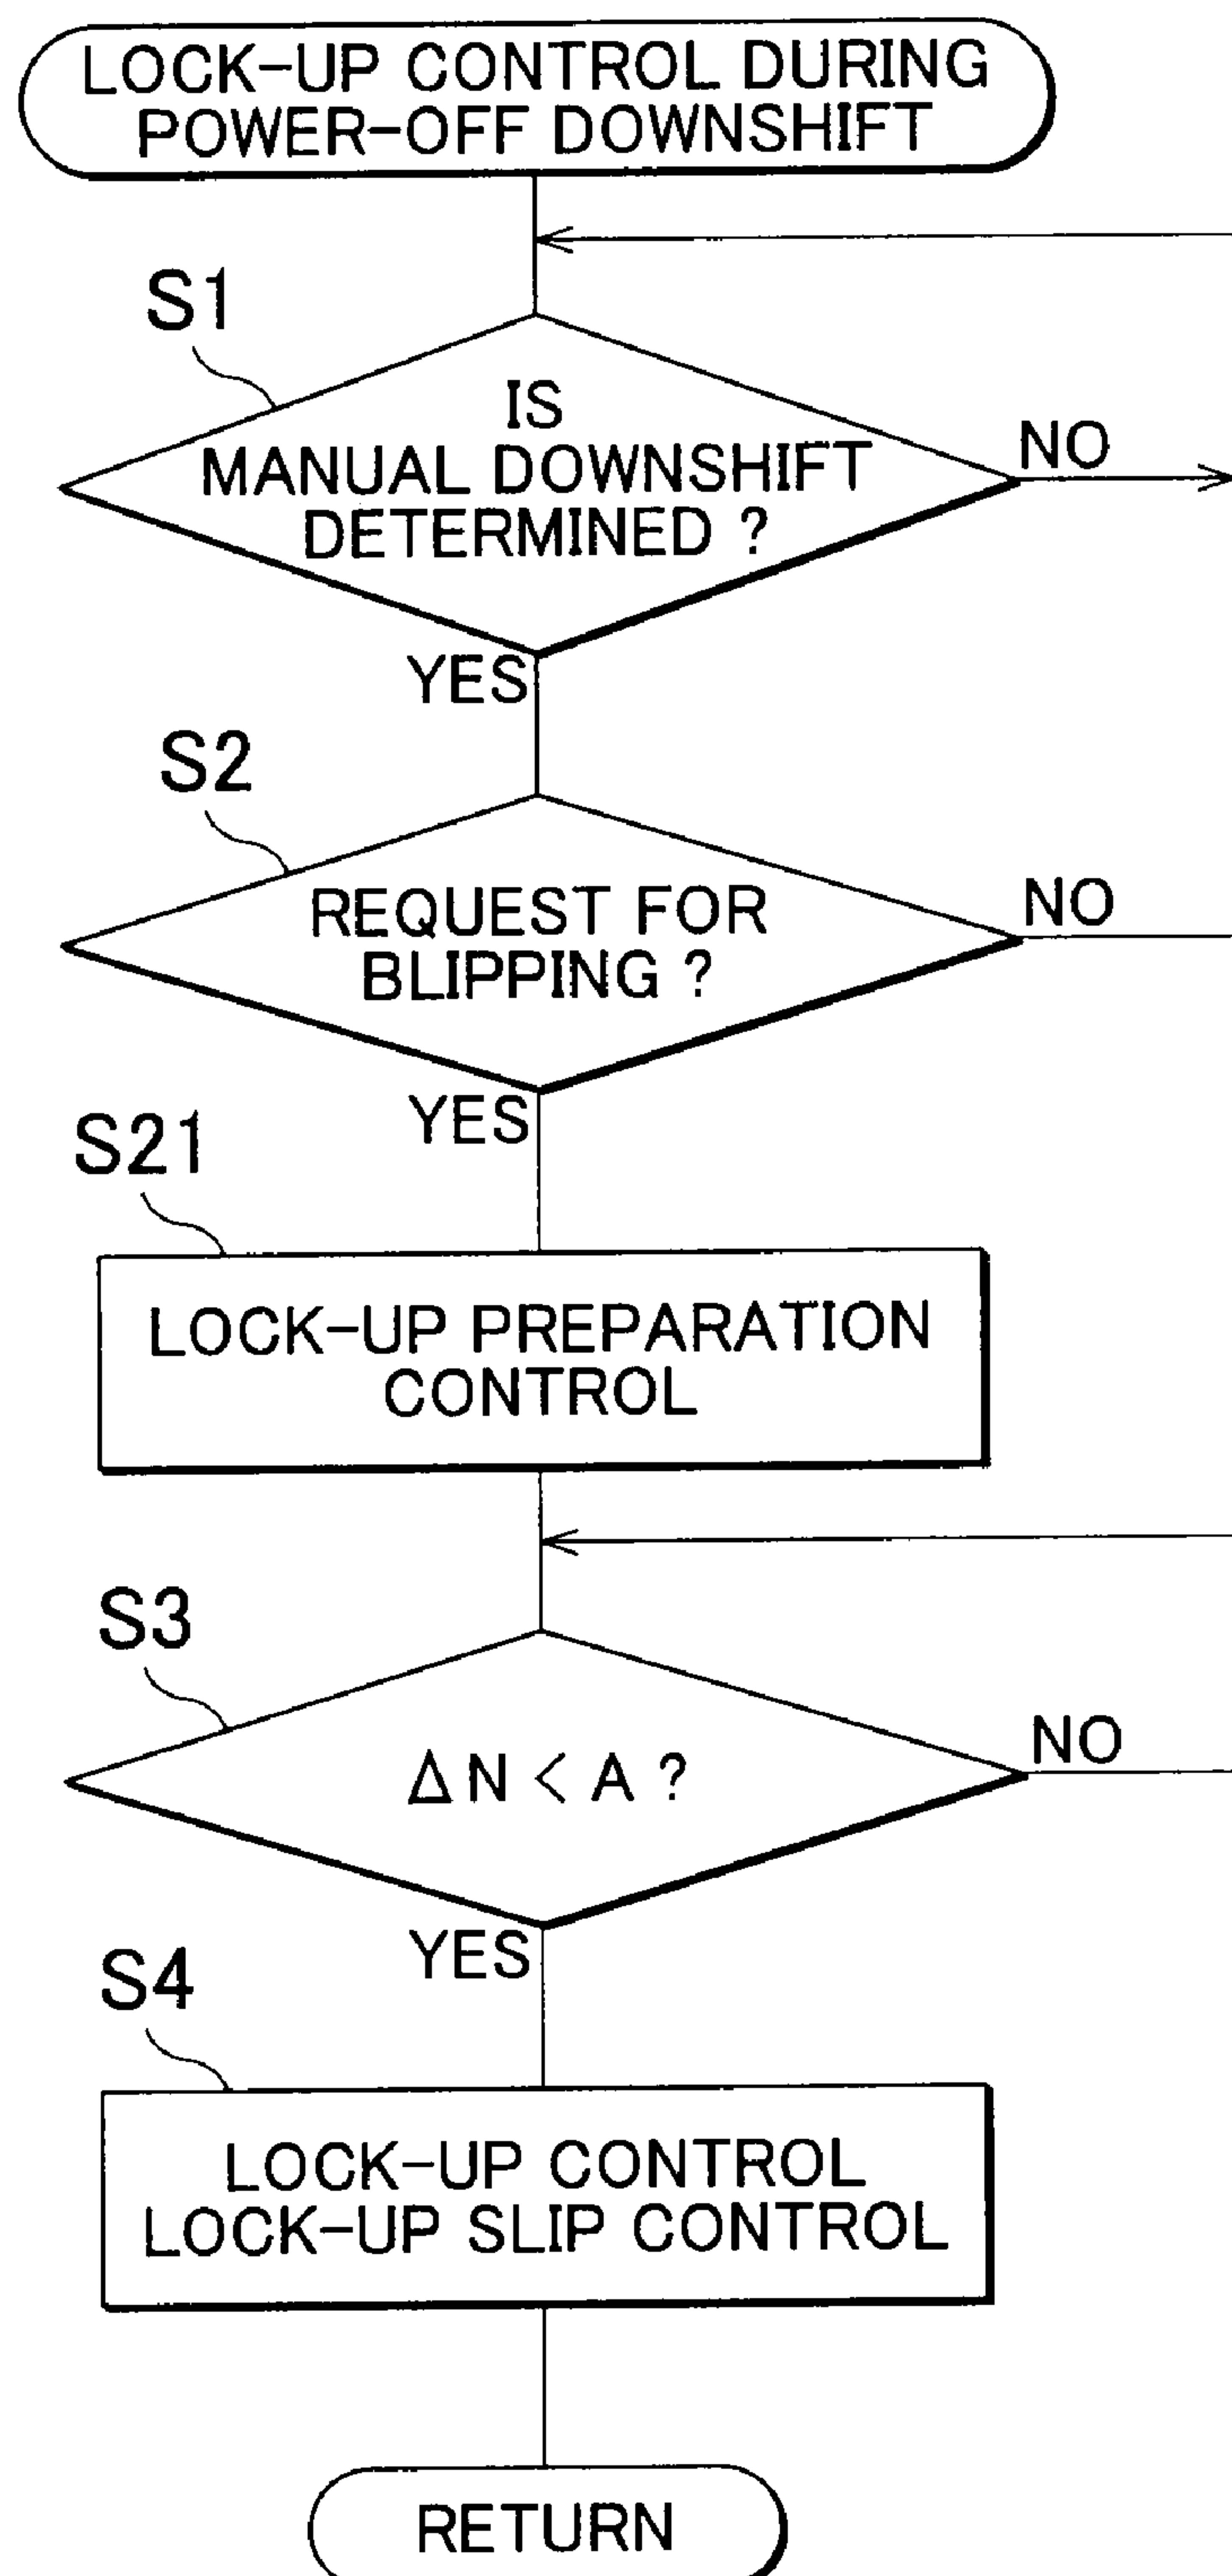 LOCK-UP CONTROL DURING
POWER-OFF DOWNSHIFT
S1
IS
MANUAL DOWNSHIFT
DETERMINED ?
NO
YES
S2
REQUEST FOR
BLIPPING ?
NO
YES
S21
LOCK-UP PREPARATION
CONTROL
S3
Δ N < A ?
NO
YES
S4
LOCK-UP CONTROL
LOCK-UP SLIP CONTROL
RETURN